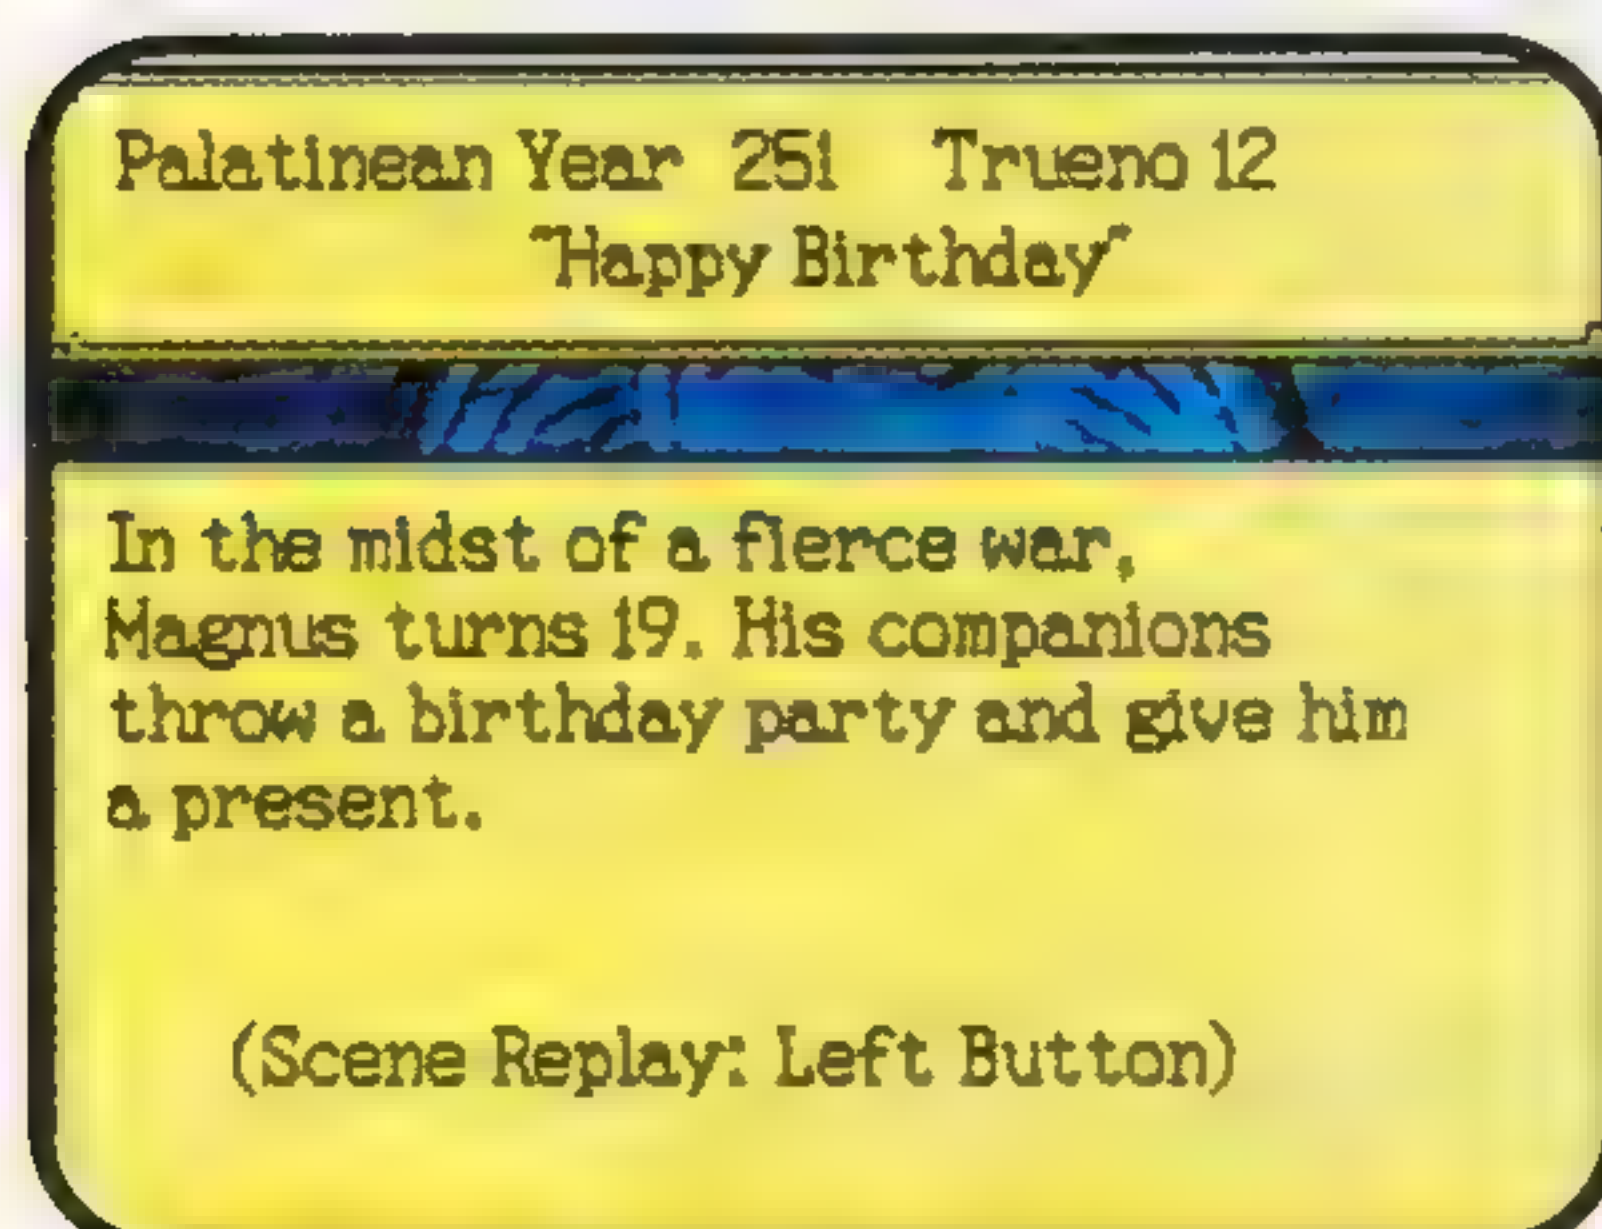 Palatinean Year 251 Trueno 12
"Happy Birthday"
In the midst of a fierce war,
Magnus turns 19. His companions
throw a birthday party and give him
a present.
(Scene Replay: Left Button)